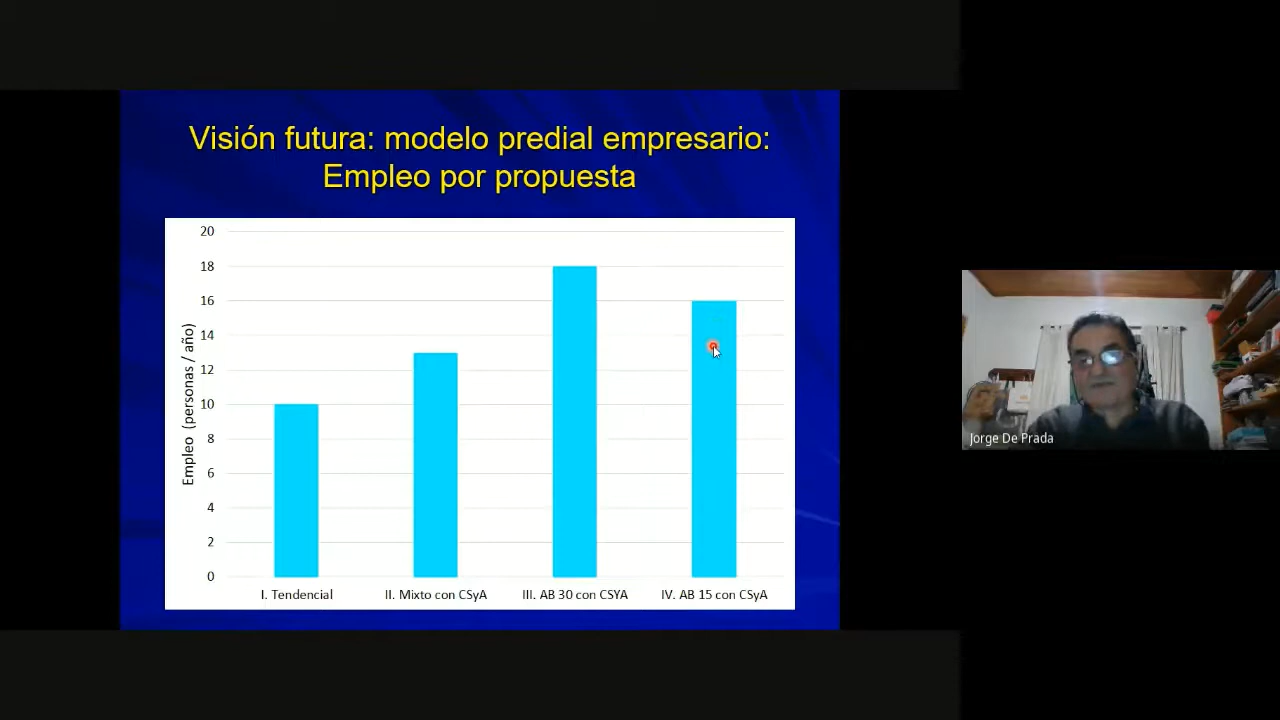 Visión futura: modelo predial empresario:
Empleo por propuesta
20
18
16
14
12
10
8
6
4
2
0
Empleo (personas / año)
I. Tendencial
II. Mixto con CSyA
III. AB 30 con CSYA
IV. AB 15 con CSyA
Jorge De Prada